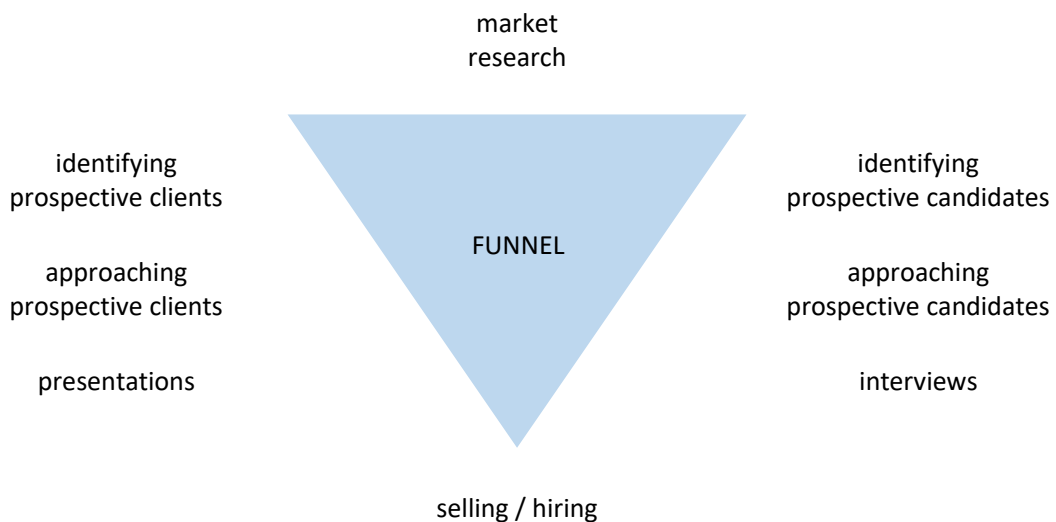 market
research
identifying
prospective clients
identifying
prospective candidates
FUNNEL
approaching
prospective clients
approaching
prospective candidates
presentations
interviews
selling / hiring